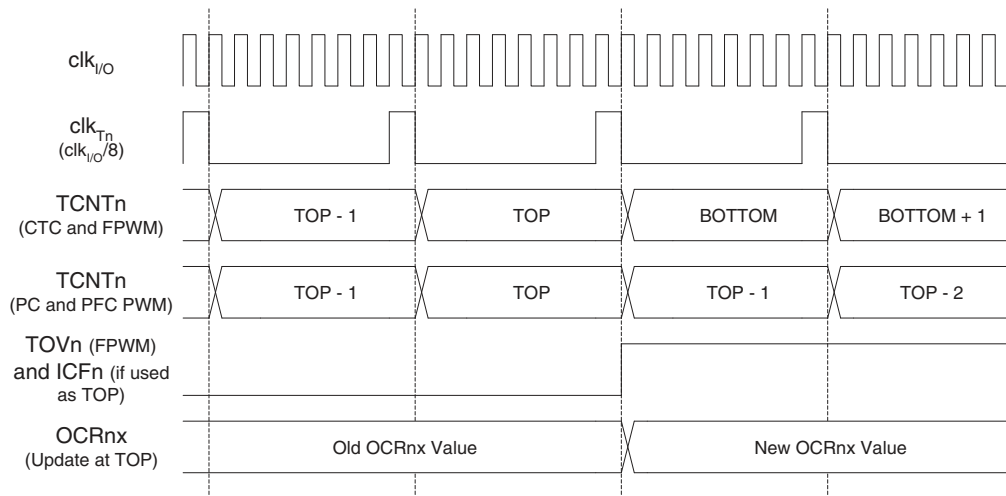 clkI/O
clkTn
(clkI/O/8)
TCNTn
(CTC and FPWM)
TOP - 1
TOP
BOTTOM
BOTTOM + 1
TCNTn
(PC and PFC PWM)
TOP - 1
TOP
TOP - 1
TOP - 2
TOVn (FPWM)
and ICFn (if used
as TOP)
OCRnx
(Update at TOP)
Old OCRnx Value
New OCRnx Value